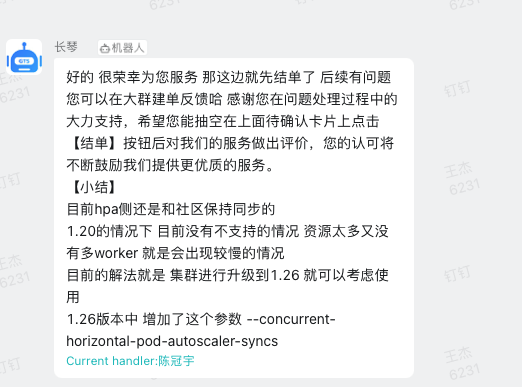 长琴 机器人
好的 很荣幸为您服务 那这边就先结单了 后续有问题
您可以在大群建单反馈哈 感谢您在问题处理过程中的
大力支持，希望您能抽空在上面待确认卡片上点击
【结单】按钮后对我们的服务做出评价，您的认可将
不断鼓励我们提供更优质的服务。
【小结】
目前hpa侧还是和社区保持同步的
1.20的情况下 目前没有不支持的情况 资源太多又没
有多worker 就是会出现较慢的情况
目前的解法就是 集群进行升级到1.26 就可以考虑使
用
1.26版本中 增加了这个参数 --concurrent-
horizontal-pod-autoscaler-syncs
Current handler:陈冠宇
GTS
王杰
6231
钉钉
王杰
6231
钉钉
王杰
6231
钉钉
王杰
6231